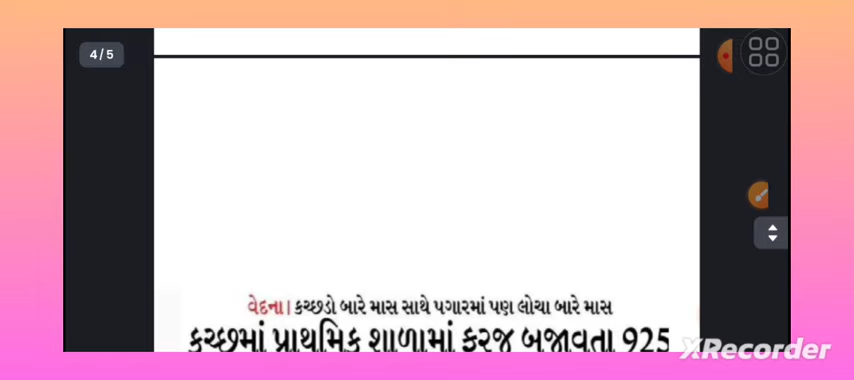 4/5
વેદના। કચ્છડો બારે માસ સાથે પગારમાં પણ લોચા બારે માસ
કચ્છમાં પ્રાથમિક શાળામાં ફરજ બજાવતા 925
XRecorder